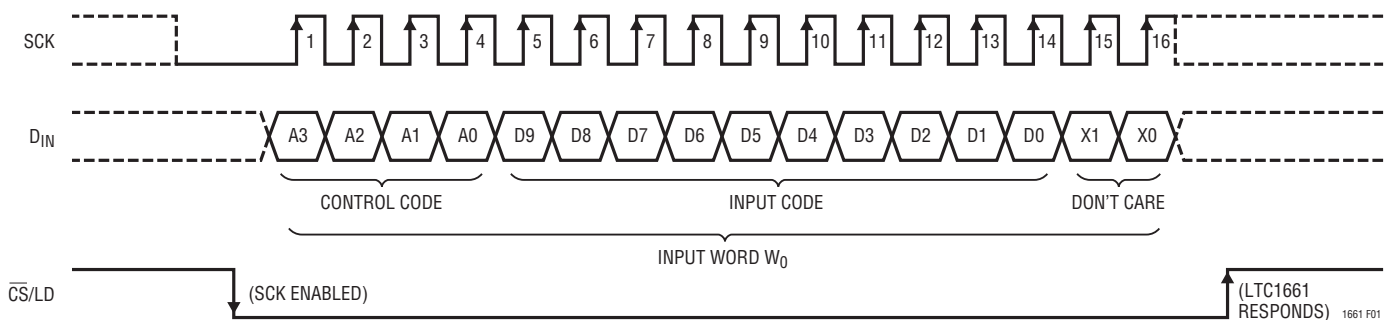 SCK 1 2 3 4 5 6 7 8 9 10 11 12 13 14 15 16
DIN A3 A2 A1 A0 D9 D8 D7 D6 D5 D4 D3 D2 D1 D0 X1 X0
CONTROL CODE INPUT CODE DON'T CARE
INPUT WORD W0
CS/LD (SCK ENABLED) (LTC1661
RESPONDS) 1661 F01